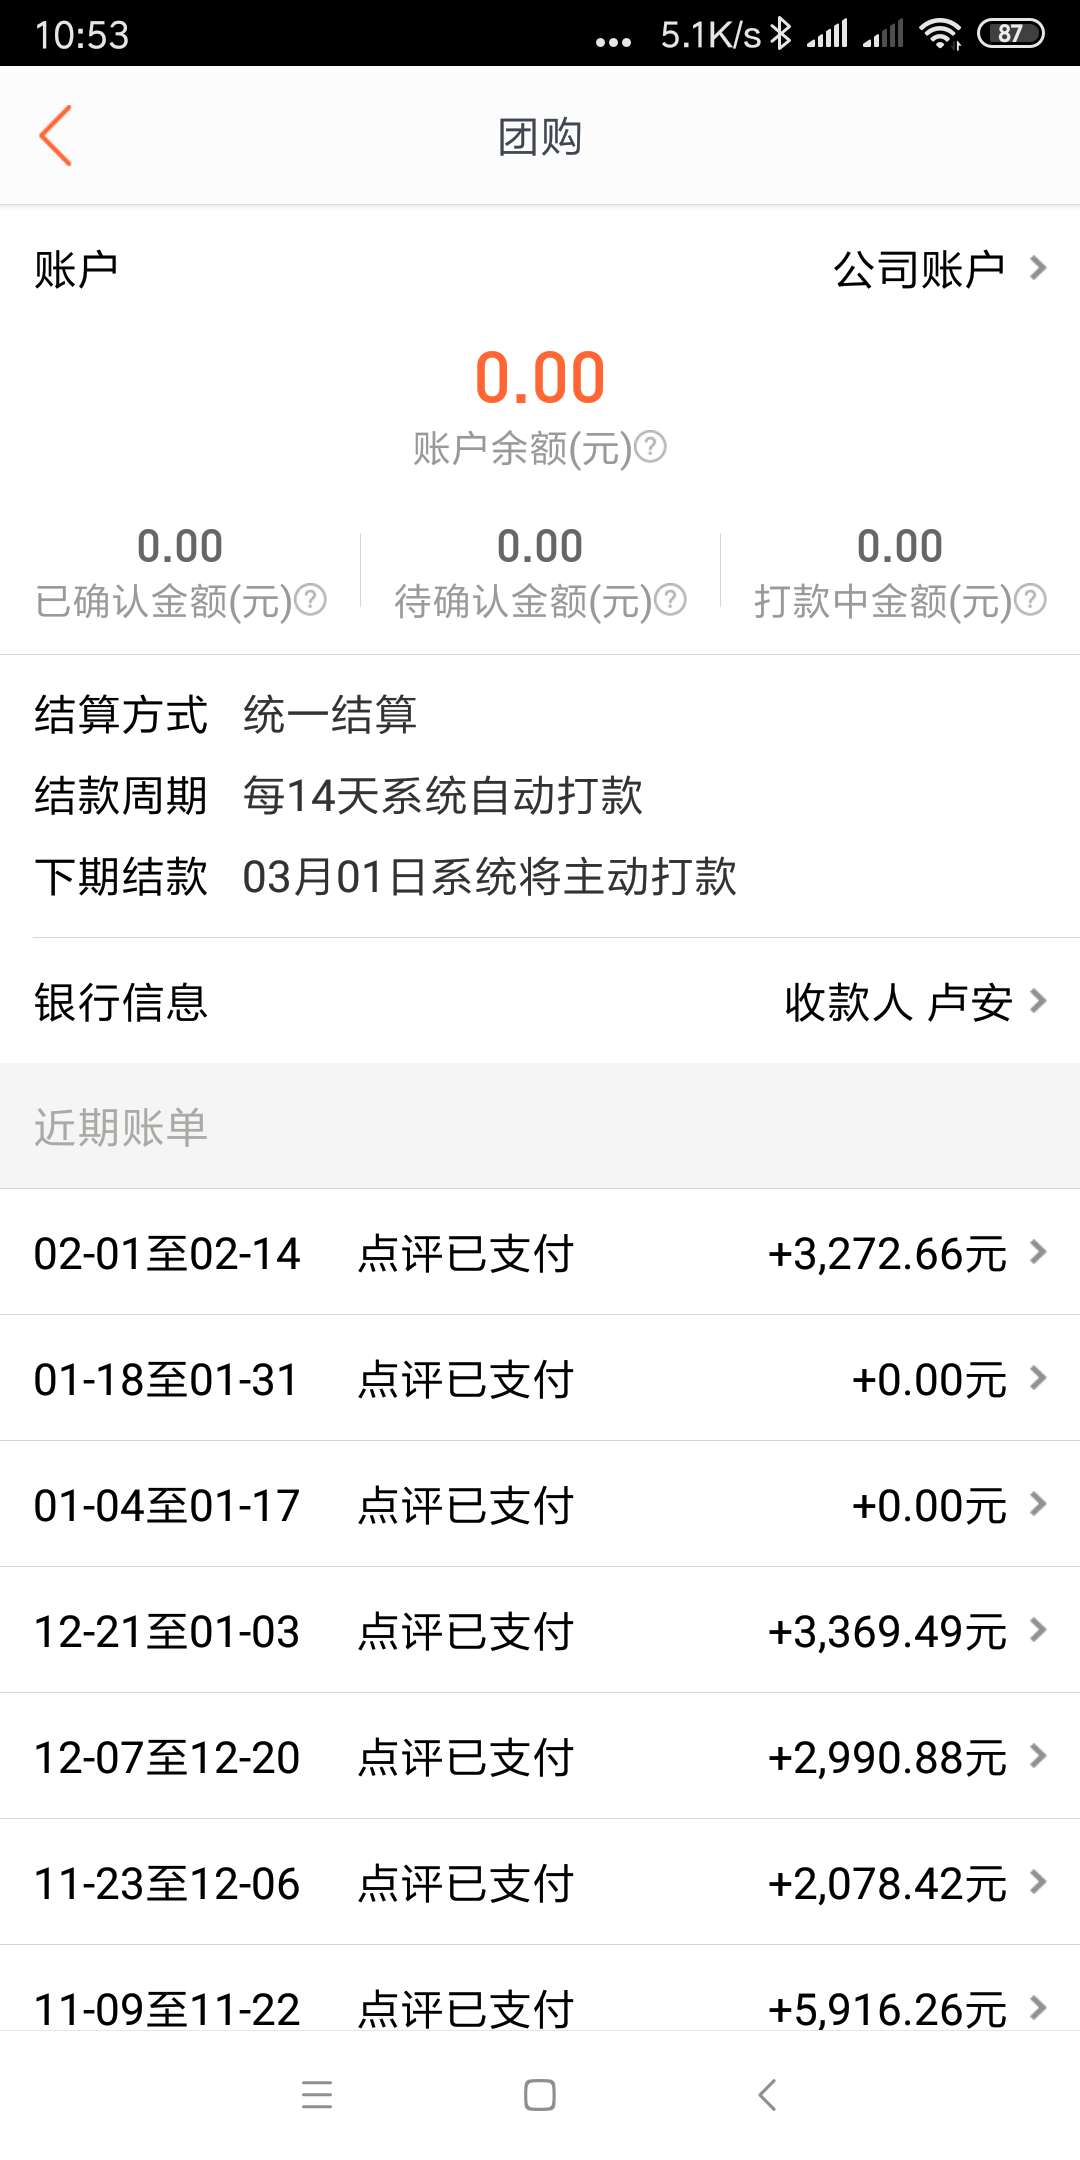 10:53 ... 5.1K/s 87
团购
账户 公司账户
0.00
账户余额(元)?
0.00 0.00 0.00
已确认金额(元)? 待确认金额(元)? 打款中金额(元)?
结算方式 统一结算
结款周期 每14天系统自动打款
下期结款 03月01日系统将主动打款
银行信息 收款人 卢安
近期账单
02-01至02-14 点评已支付 +3,272.66元
01-18至01-31 点评已支付 +0.00元
01-04至01-17 点评已支付 +0.00元
12-21至01-03 点评已支付 +3,369.49元
12-07至12-20 点评已支付 +2,990.88元
11-23至12-06 点评已支付 +2,078.42元
11-09至11-22 点评已支付 +5,916.26元